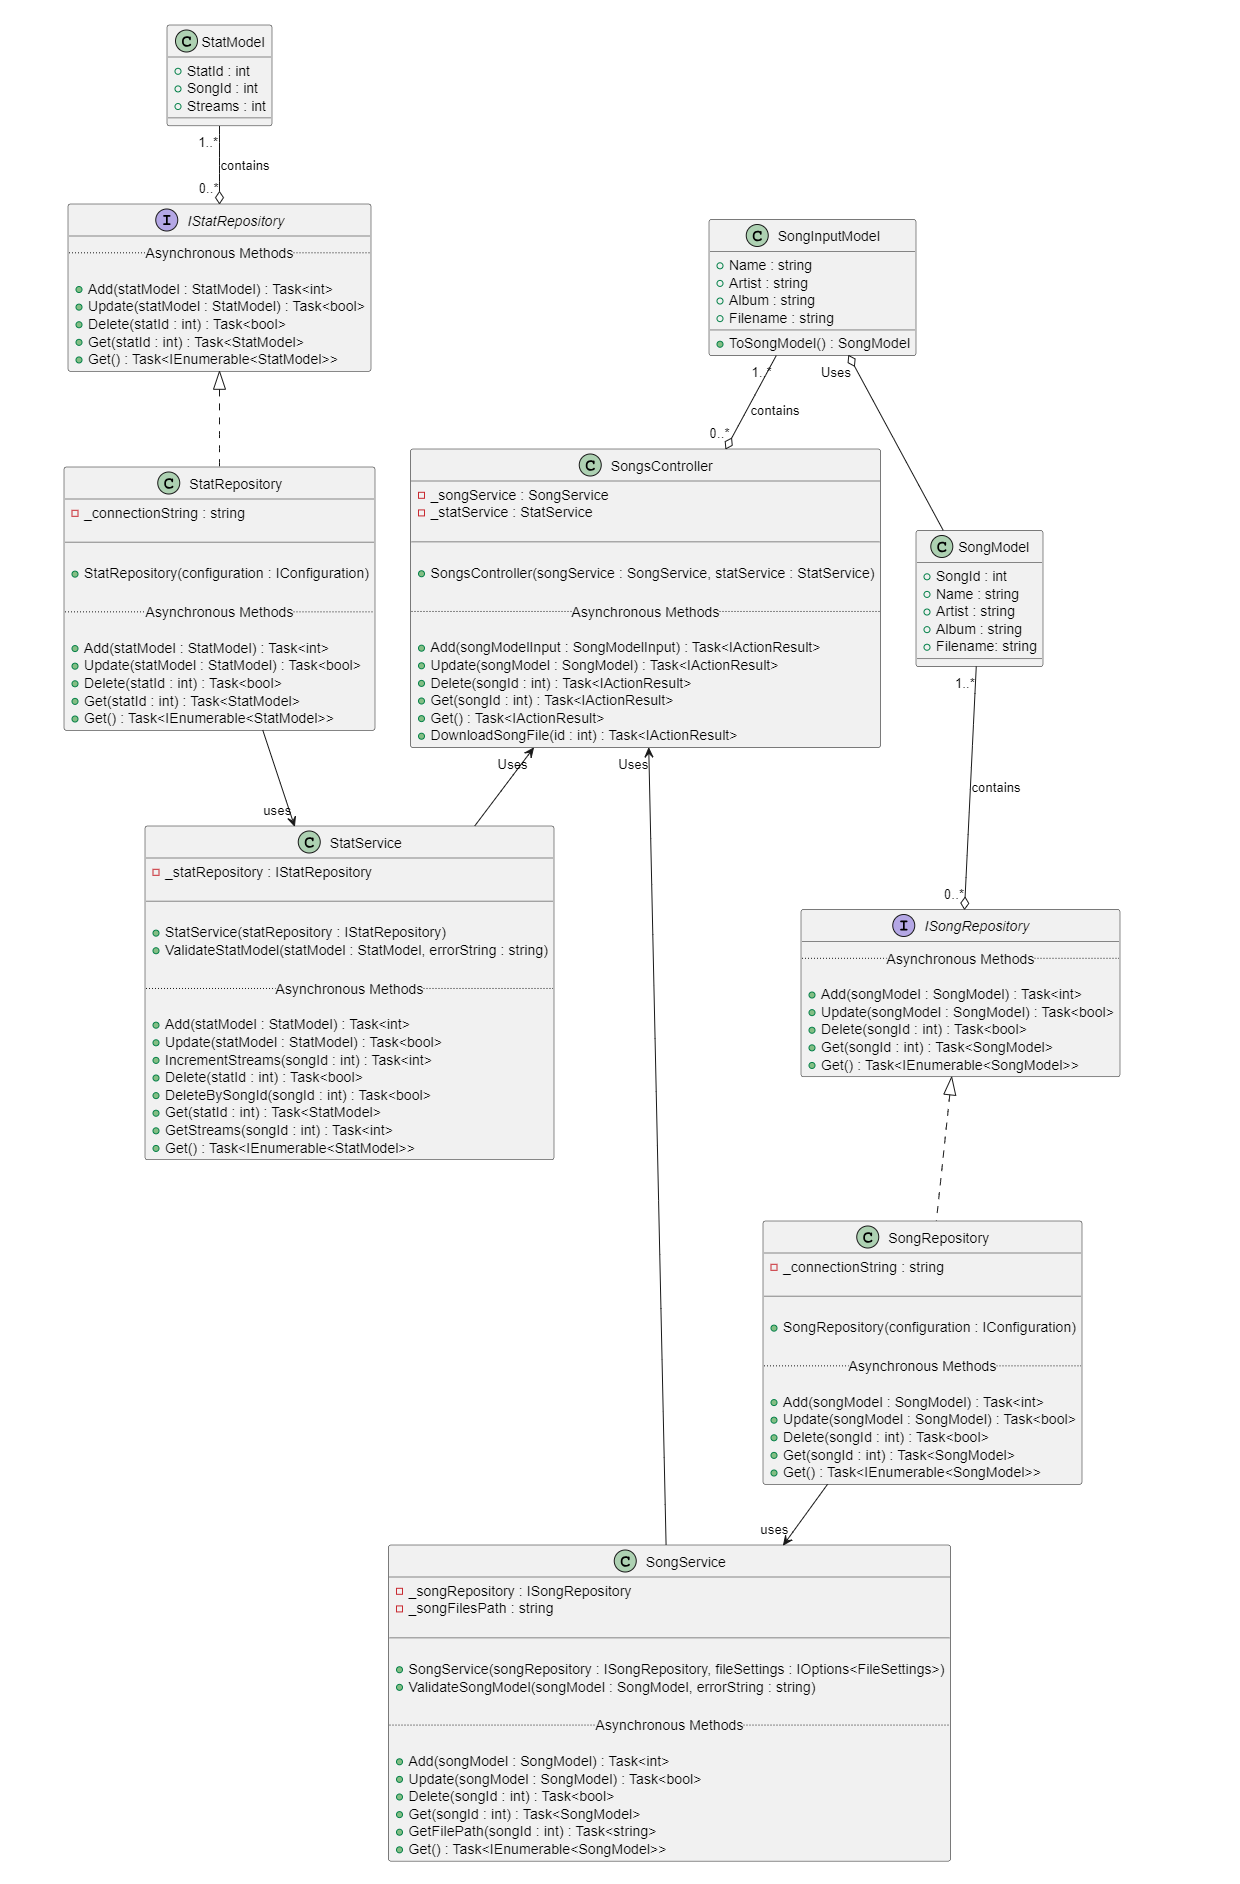 C StatModel
StatId : int
SongId : int
Streams : int
1..*
contains
0..*
I IStatRepository
Asynchronous Methods
Add(statModel : StatModel) : Task<int>
Update(statModel : StatModel) : Task<bool>
Delete(statId : int) : Task<bool>
Get(statId : int) : Task<StatModel>
Get() : Task<IEnumerable<StatModel>>
C SongInputModel
Name : string
Artist : string
Album : string
Filename : string
ToSongModel() : SongModel
1..*
Uses
contains
0..*
C StatRepository
_connectionString : string
StatRepository(configuration : IConfiguration)
Asynchronous Methods
Add(statModel : StatModel) : Task<int>
Update(statModel : StatModel) : Task<bool>
Delete(statId : int) : Task<bool>
Get(statId : int) : Task<StatModel>
Get() : Task<IEnumerable<StatModel>>
C SongsController
_songService : SongService
_statService : StatService
SongsController(songService : SongService, statService : StatService)
Asynchronous Methods
Add(songModelInput : SongModelInput) : Task<IActionResult>
Update(songModel : SongModel) : Task<IActionResult>
Delete(songId : int) : Task<IActionResult>
Get(songId : int) : Task<IActionResult>
Get() : Task<IActionResult>
DownloadSongFile(id : int) : Task<IActionResult>
C SongModel
SongId : int
Name : string
Artist : string
Album : string
Filename: string
1..*
contains
0..*
Uses
Uses
uses
C StatService
_statRepository : IStatRepository
StatService(statRepository : IStatRepository)
ValidateStatModel(statModel : StatModel, errorString : string)
Asynchronous Methods
Add(statModel : StatModel) : Task<int>
Update(statModel : StatModel) : Task<bool>
IncrementStreams(songId : int) : Task<int>
Delete(statId : int) : Task<bool>
DeleteBySongId(songId : int) : Task<bool>
Get(statId : int) : Task<StatModel>
GetStreams(songId : int) : Task<int>
Get() : Task<IEnumerable<StatModel>>
I ISongRepository
Asynchronous Methods
Add(songModel : SongModel) : Task<int>
Update(songModel : SongModel) : Task<bool>
Delete(songId : int) : Task<bool>
Get(songId : int) : Task<SongModel>
Get() : Task<IEnumerable<SongModel>>
C SongRepository
_connectionString : string
SongRepository(configuration : IConfiguration)
Asynchronous Methods
Add(songModel : SongModel) : Task<int>
Update(songModel : SongModel) : Task<bool>
Delete(songId : int) : Task<bool>
Get(songId : int) : Task<SongModel>
Get() : Task<IEnumerable<SongModel>>
uses
C SongService
_songRepository : ISongRepository
_songFilesPath : string
SongService(songRepository : ISongRepository, fileSettings : IOptions<FileSettings>)
ValidateSongModel(songModel : SongModel, errorString : string)
Asynchronous Methods
Add(songModel : SongModel) : Task<int>
Update(songModel : SongModel) : Task<bool>
Delete(songId : int) : Task<bool>
Get(songId : int) : Task<SongModel>
GetFilePath(songId : int) : Task<string>
Get() : Task<IEnumerable<SongModel>>